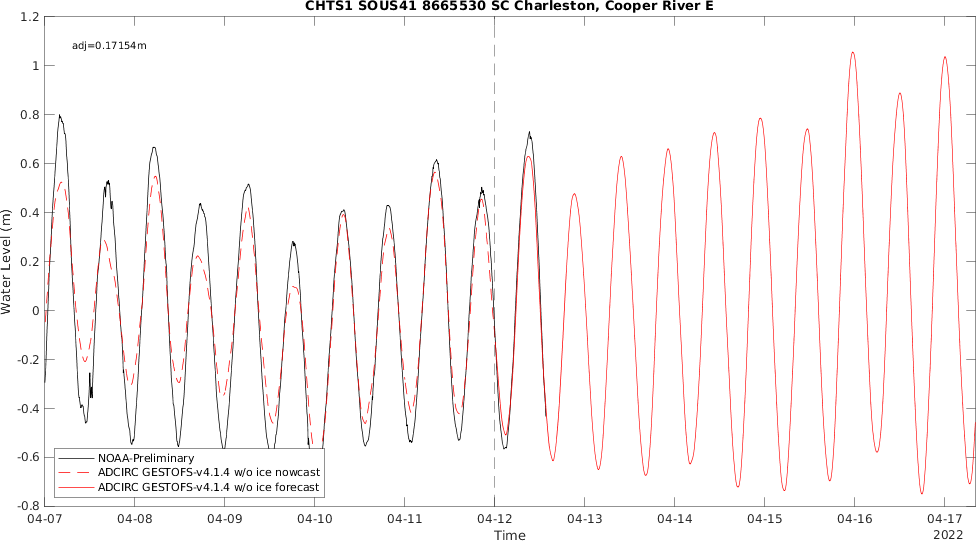 CHTS1 SOUS41 8665530 SC Charleston, Cooper River E
adj=0.17154m
1.2
1
0.8
0.6
0.4
0.2
0
-0.2
-0.4
-0.6
-0.8
Water Level (m)
NOAA-Preliminary
ADCIRC GESTOFS-v4.1.4 w/o ice nowcast
ADCIRC GESTOFS-v4.1.4 w/o ice forecast
04-07 04-08 04-09 04-10 04-11 04-12 04-13 04-14 04-15 04-16 04-17
Time
2022